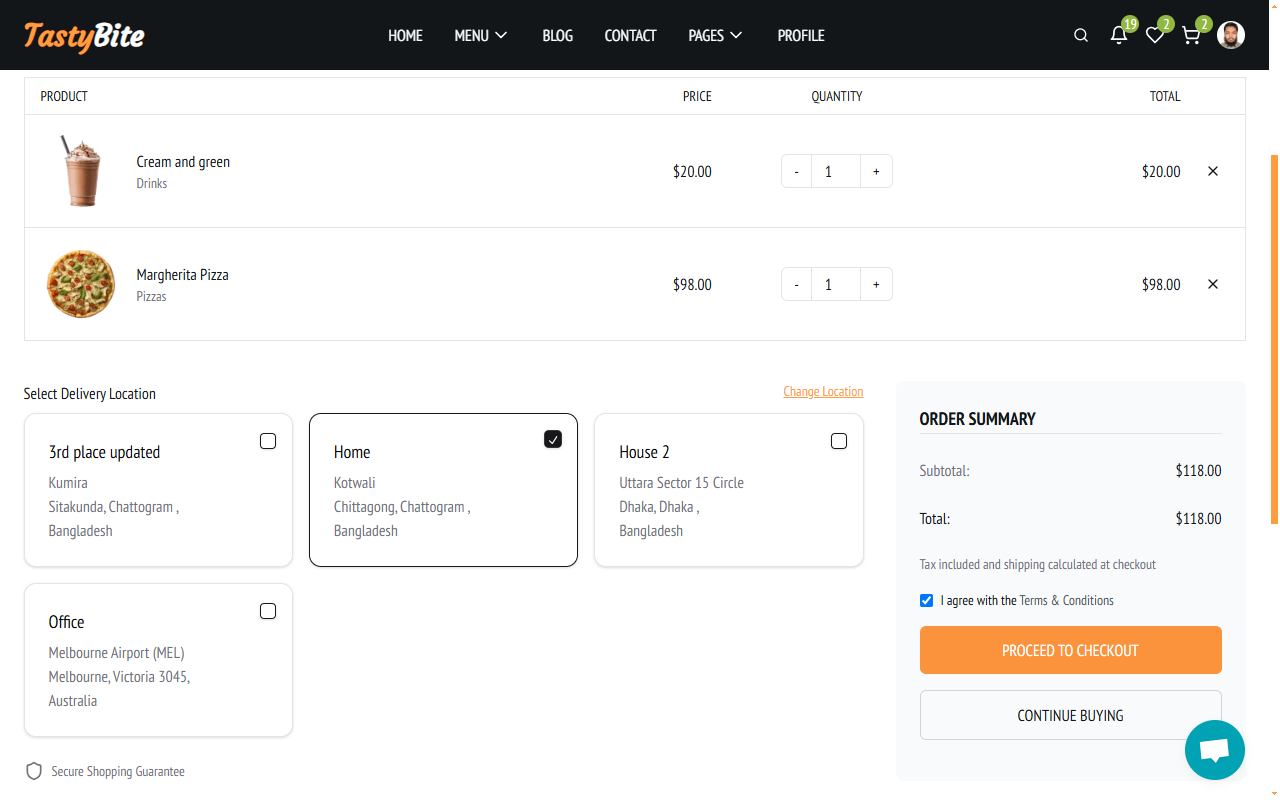 TastyBite
HOME MENU BLOG CONTACT PAGES PROFILE
19 2 2
PRODUCT PRICE QUANTITY TOTAL
Cream and green
Drinks
$20.00 - 1 + $20.00
Margherita Pizza
Pizzas
$98.00 - 1 + $98.00
Select Delivery Location Change Location
3rd place updated
Kumira
Sitakunda, Chattogram ,
Bangladesh
Home
Kotwali
Chittagong, Chattogram ,
Bangladesh
House 2
Uttara Sector 15 Circle
Dhaka, Dhaka ,
Bangladesh
Office
Melbourne Airport (MEL)
Melbourne, Victoria 3045,
Australia
Secure Shopping Guarantee
ORDER SUMMARY
Subtotal: $118.00
Total: $118.00
Tax included and shipping calculated at checkout
I agree with the Terms & Conditions
PROCEED TO CHECKOUT
CONTINUE BUYING